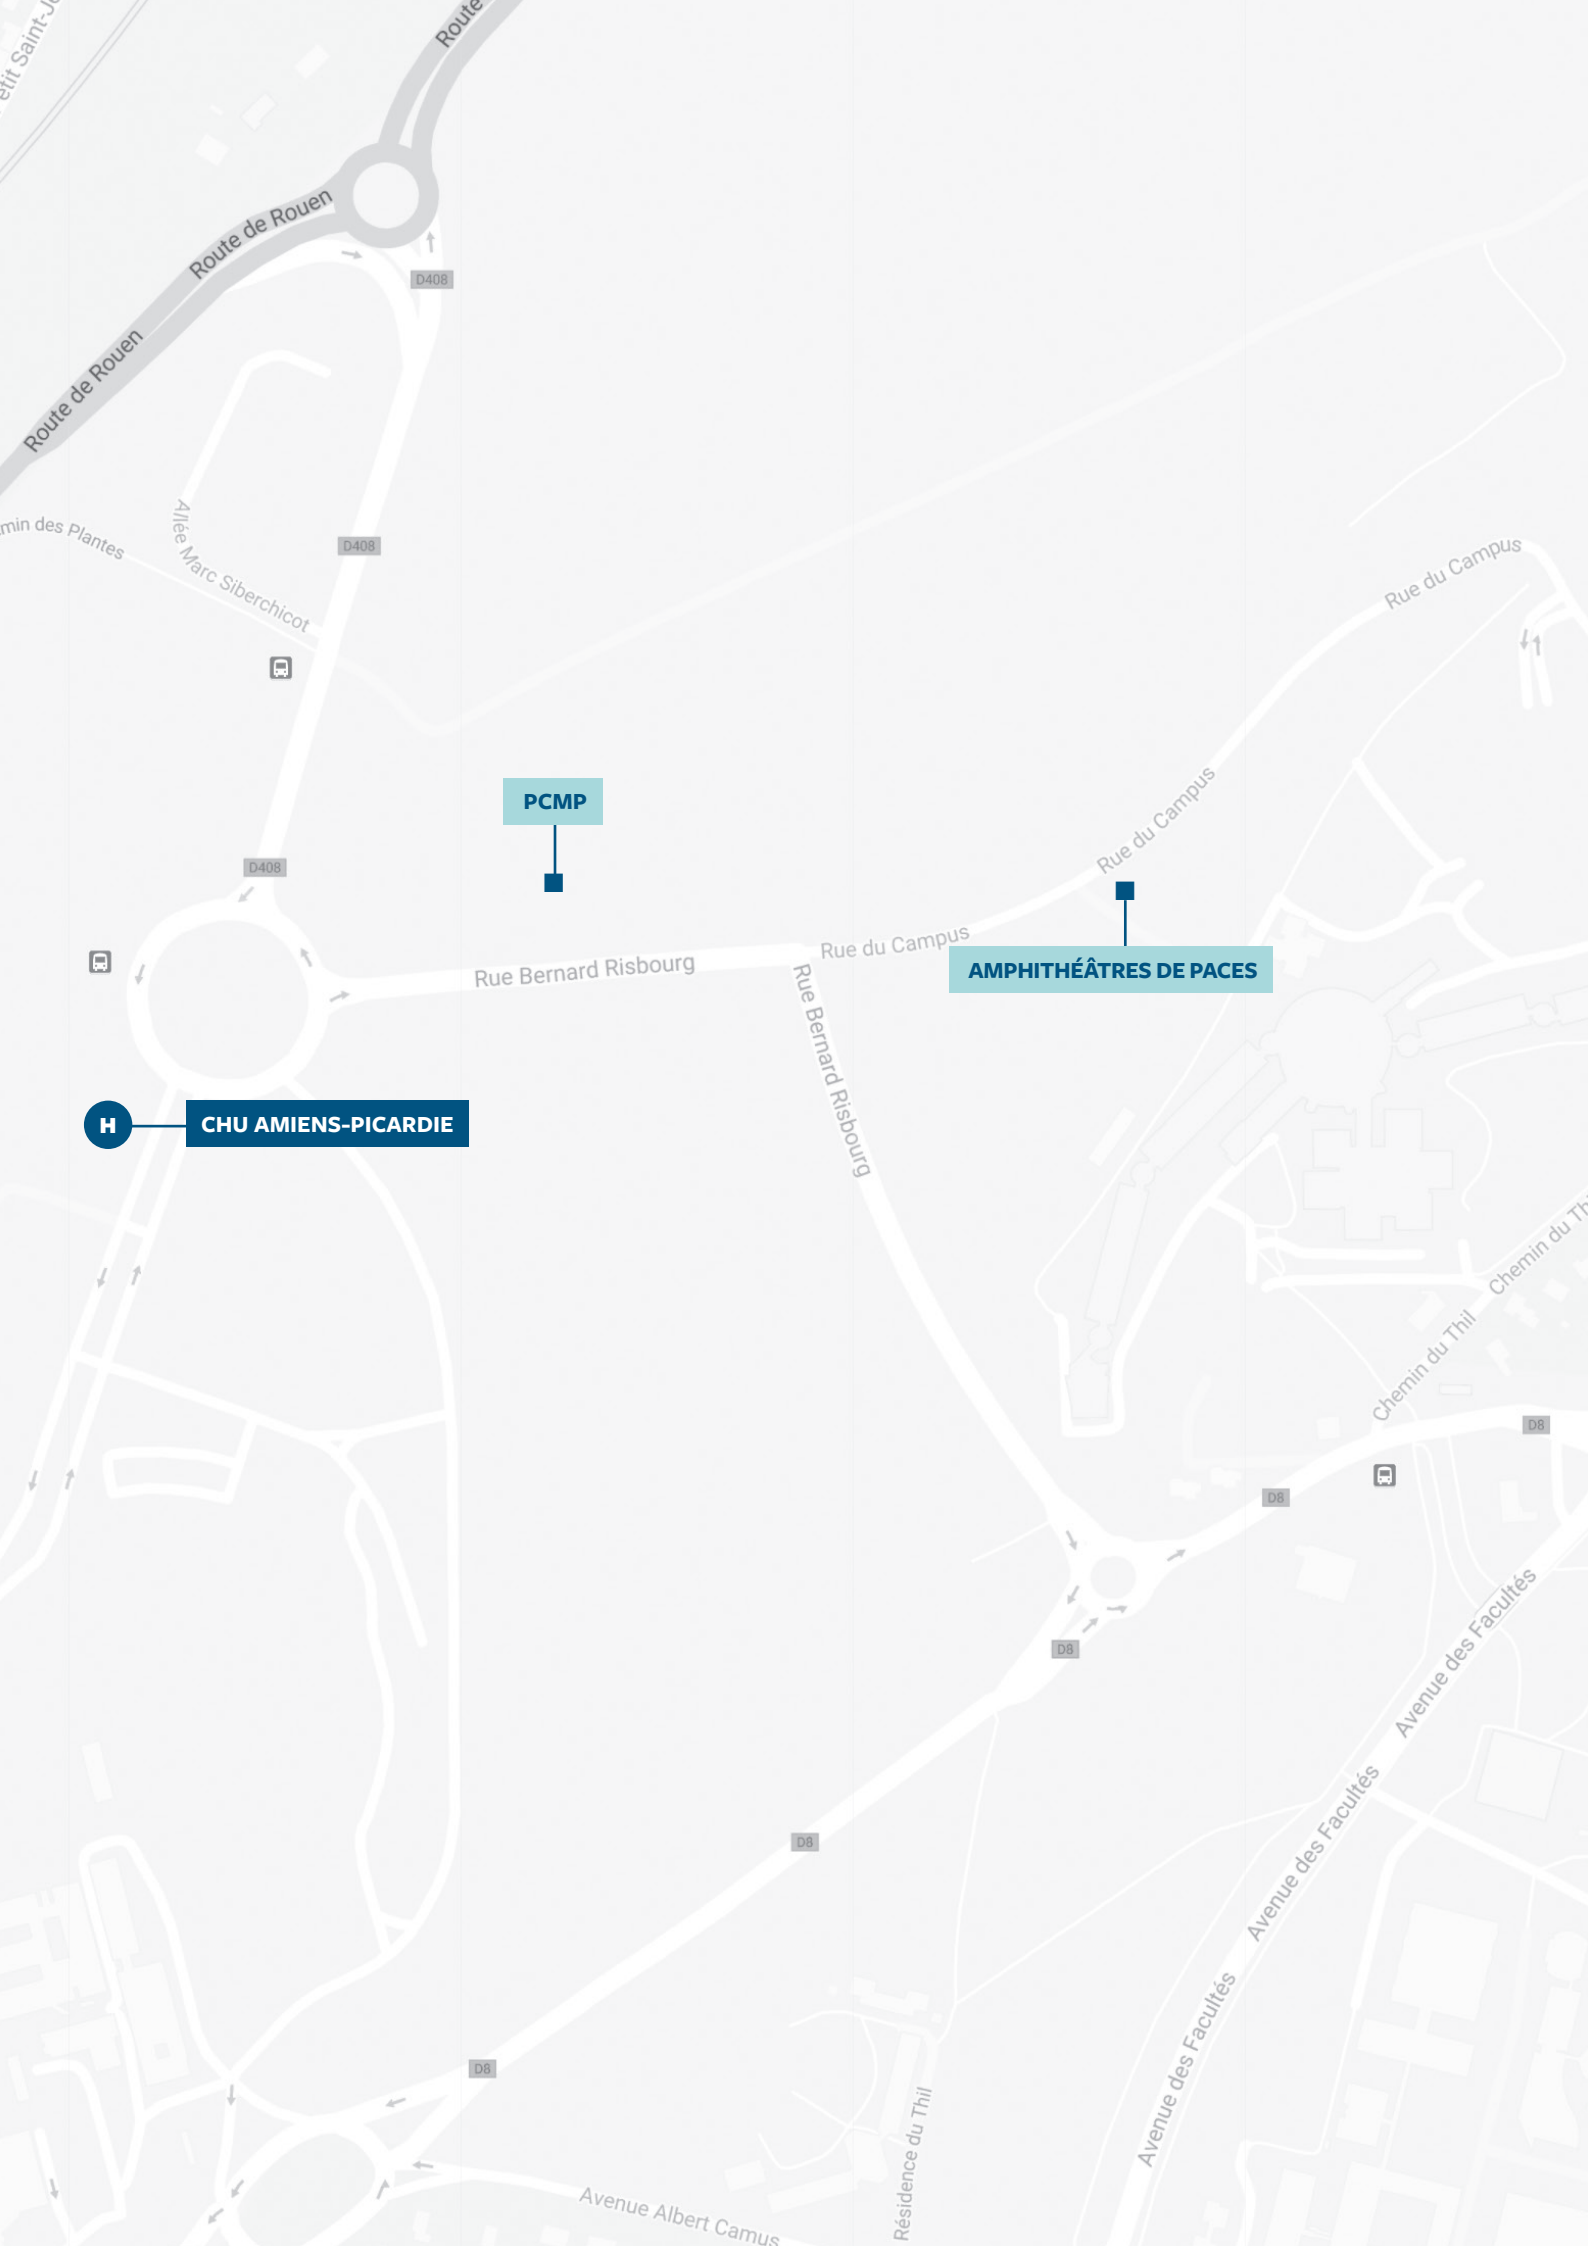 Route
etit Saint-J
Route de Rouen
D408
Route de Rouen
min des Plantes
Allée Marc Siberchicot
D408
Rue du Campus
PCMP
Rue du Campus
D408
Rue du Campus
Rue Bernard Risbourg
AMPHITHÉÂTRES DE PACES
Rue Bernard Risbourg
H
CHU AMIENS-PICARDIE
Chemin du Thi
Chemin du Thil
D8
D8
Avenue des Facultés
D8
Avenue des Facultés
D8
Avenue des Facultés
D8
Résidence du Thil
Avenue Albert Camus